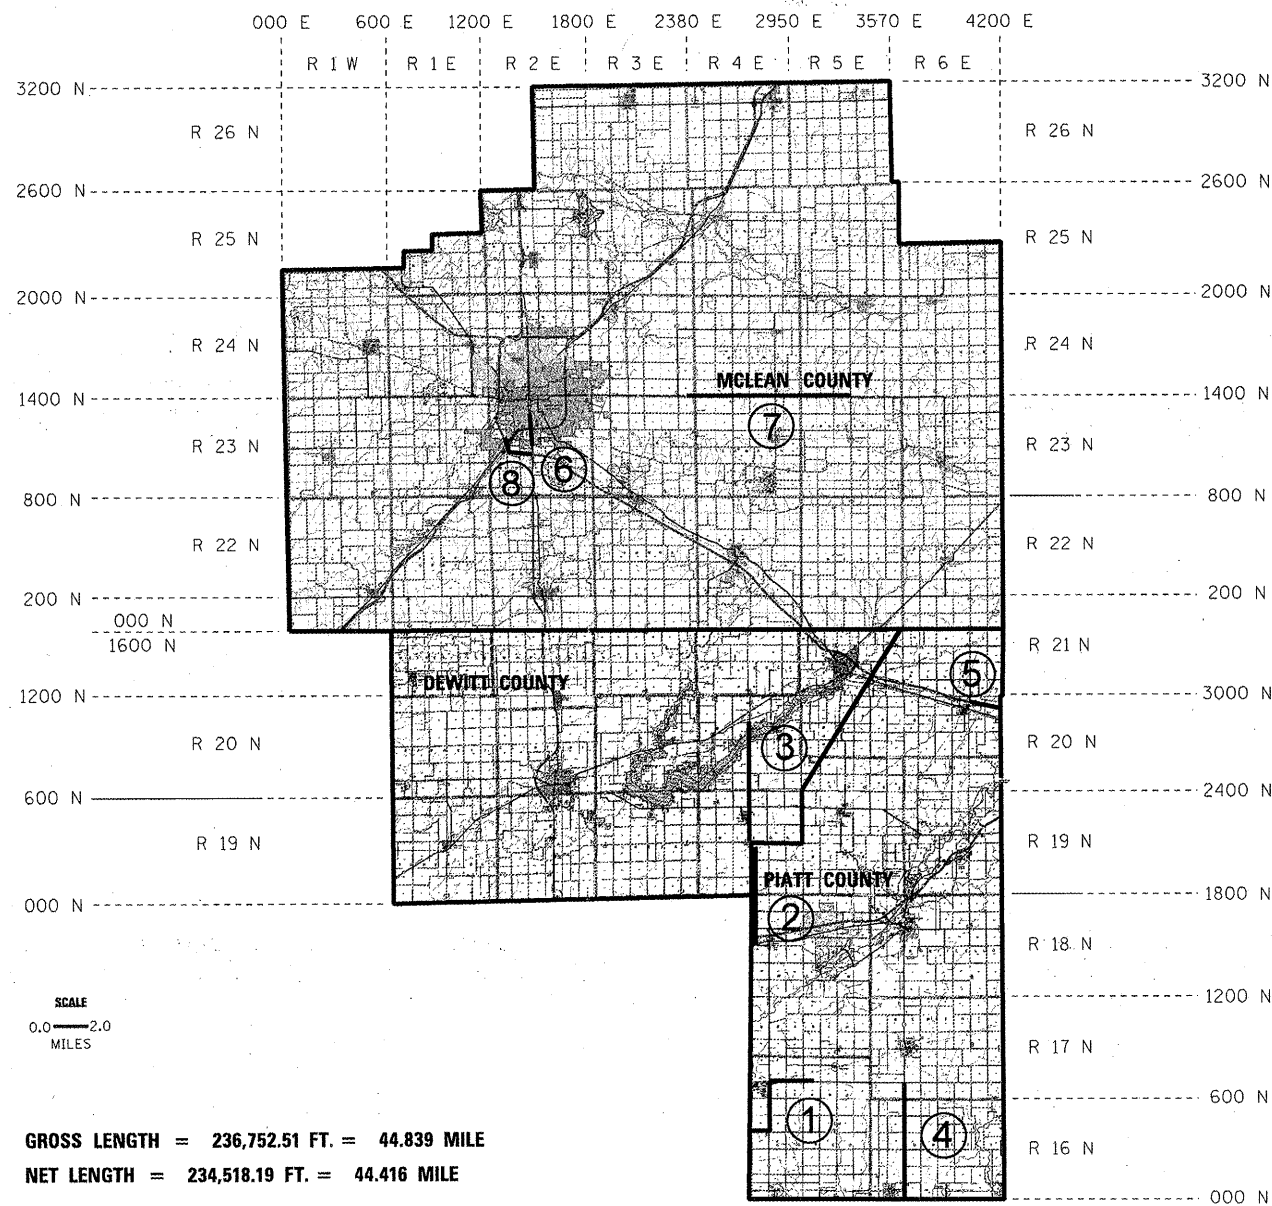 000 E 600 E 1200 E 1800 E 2380 E 2950 E 3570 E 4200 E
R 1 W R 1 E R 2 E R 3 E R 4 E R 5 E R 6 E
3200 N 3200 N
R 26 N R 26 N
2600 N 2600 N
R 25 N R 25 N
2000 N 2000 N
R 24 N R 24 N
MCLEAN COUNTY
1400 N 1400 N
7
R 23 N R 23 N
8 6
800 N 800 N
R 22 N R 22 N
200 N 200 N
000 N
1600 N R 21 N
DEWITT COUNTY 5
1200 N 3000 N
R 20 N 3 R 20 N
600 N 2400 N
R 19 N R 19 N
PIATT COUNTY
000 N 1800 N
2
R 18 N
SCALE 1200 N
0.0 2.0
MILES R 17 N
600 N
1 4
GROSS LENGTH = 236,752.51 FT. = 44.839 MILE
R 16 N
NET LENGTH = 234,518.19 FT. = 44.416 MILE
000 N